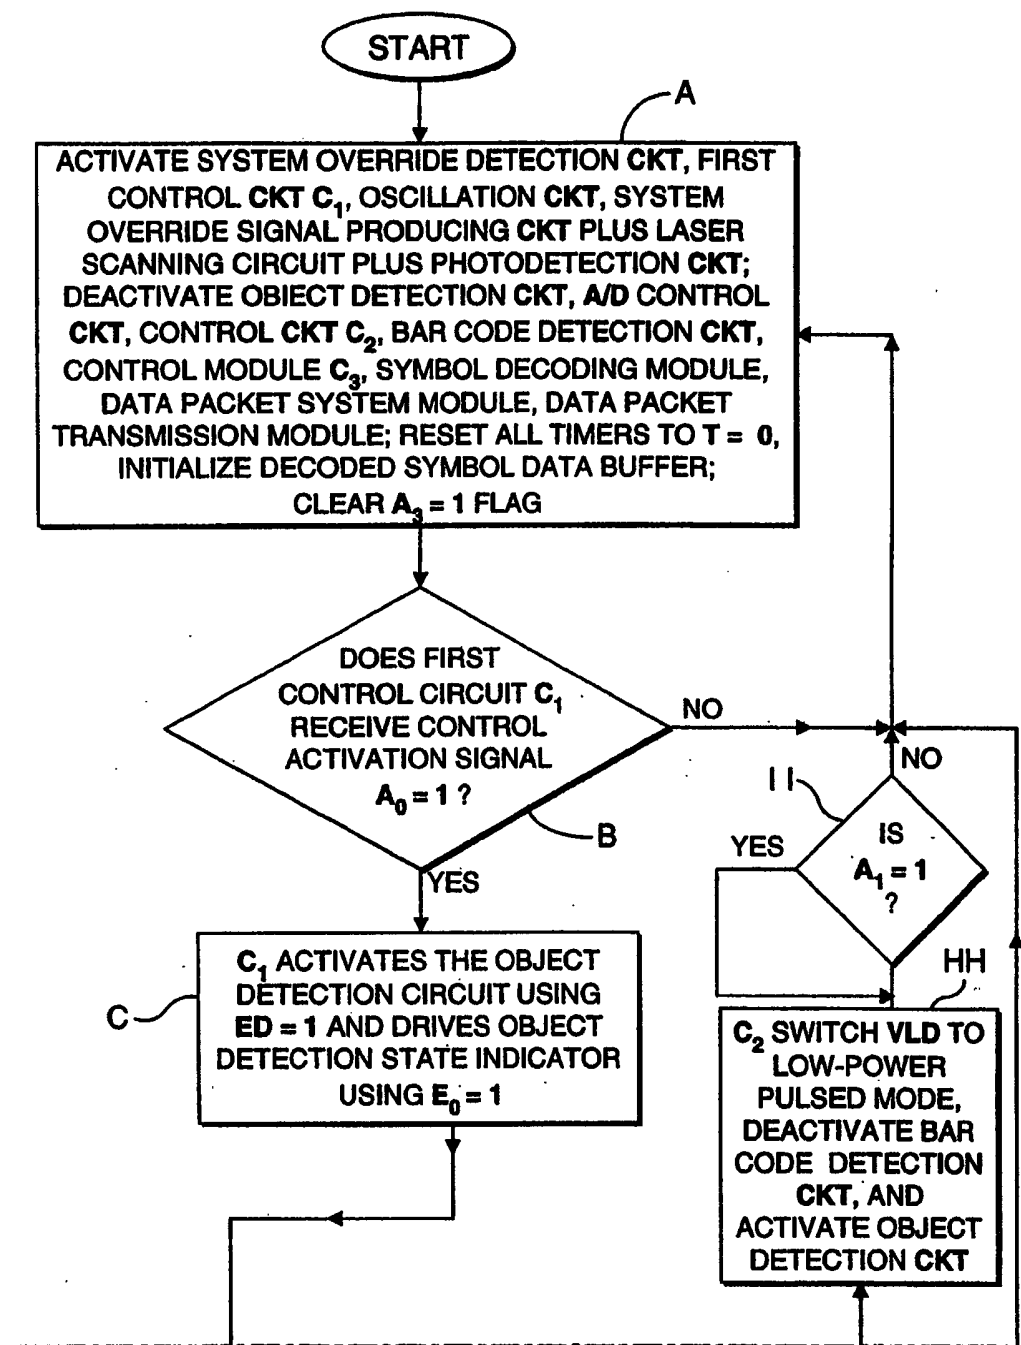 START
A
ACTIVATE SYSTEM OVERRIDE DETECTION CKT, FIRST
CONTROL CKT C₁, OSCILLATION CKT, SYSTEM
OVERRIDE SIGNAL PRODUCING CKT PLUS LASER
SCANNING CIRCUIT PLUS PHOTODETECTION CKT;
DEACTIVATE OBIECT DETECTION CKT, A/D CONTROL
CKT, CONTROL CKT C₂, BAR CODE DETECTION CKT,
CONTROL MODULE C₃, SYMBOL DECODING MODULE,
DATA PACKET SYSTEM MODULE, DATA PACKET
TRANSMISSION MODULE; RESET ALL TIMERS TO T = 0,
INITIALIZE DECODED SYMBOL DATA BUFFER;
CLEAR A₃ = 1 FLAG
DOES FIRST
CONTROL CIRCUIT C₁
RECEIVE CONTROL
ACTIVATION SIGNAL
A₀ = 1 ?
NO
B
YES
C₁ ACTIVATES THE OBJECT
DETECTION CIRCUIT USING
ED = 1 AND DRIVES OBJECT
DETECTION STATE INDICATOR
USING E₀ = 1
C
NO
II
YES
IS
A₁ = 1
?
HH
C₂ SWITCH VLD TO
LOW-POWER
PULSED MODE,
DEACTIVATE BAR
CODE DETECTION
CKT, AND
ACTIVATE OBJECT
DETECTION CKT